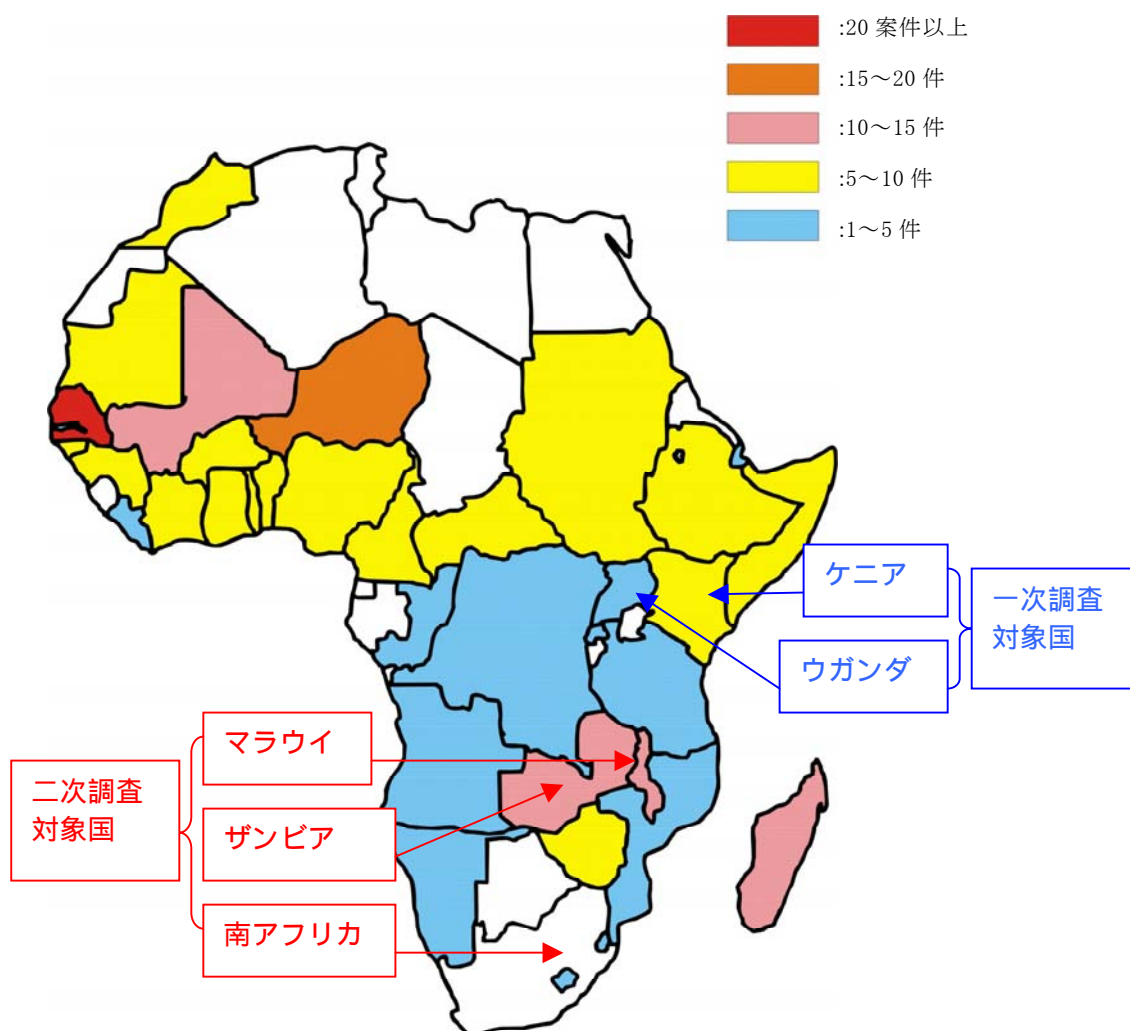 :20 案件以上
:15～20 件
:10～15 件
:5～10 件
:1～5 件
ケニア
ウガンダ
一次調査
対象国
マラウイ
ザンビア
南アフリカ
二次調査
対象国